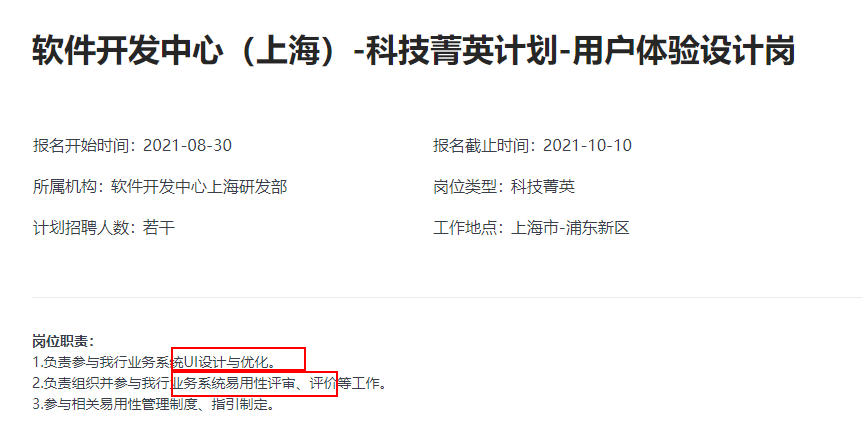 软件开发中心（上海）-科技菁英计划-用户体验设计岗
报名开始时间：2021-08-30 报名截止时间：2021-10-10
所属机构：软件开发中心上海研发部 岗位类型：科技菁英
计划招聘人数：若干 工作地点：上海市-浦东新区
岗位职责：
1.负责参与我行业务系统UI设计与优化。
2.负责组织并参与我行业务系统易用性评审、评价等工作。
3.参与相关易用性管理制度、指引制定。